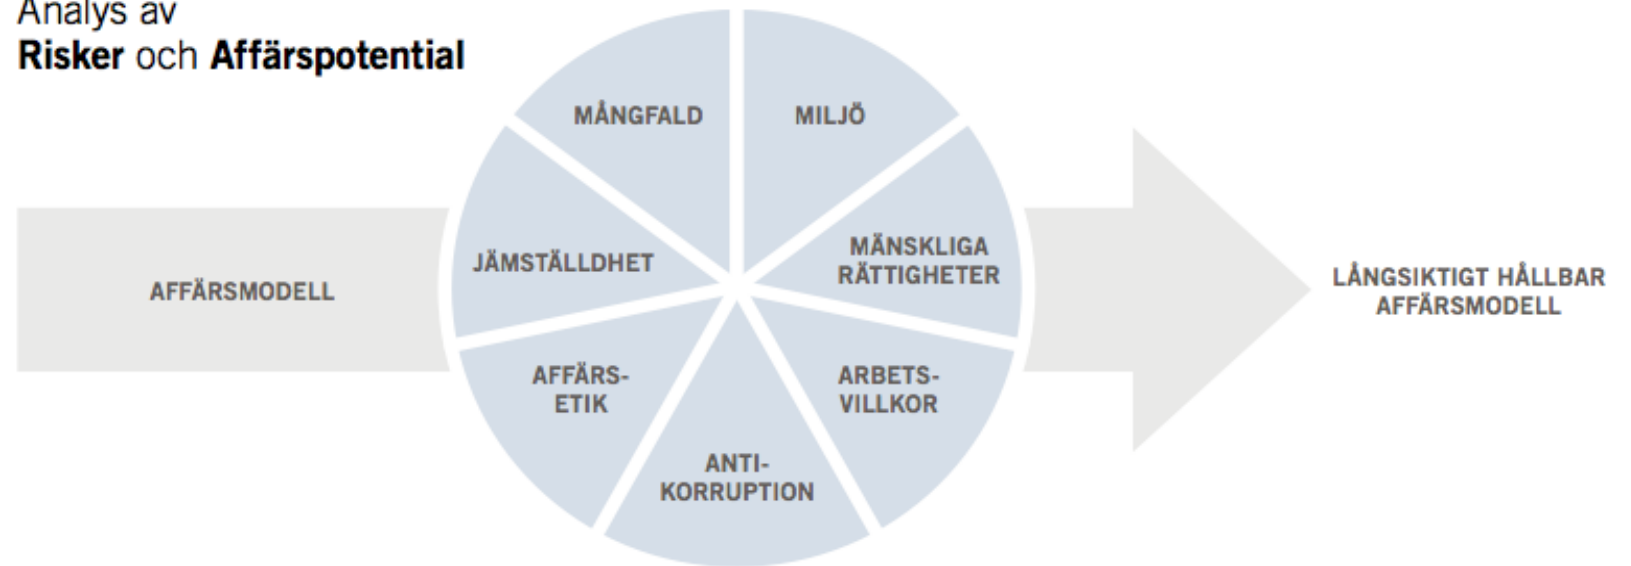 Analys av
Risker och Affärspotential
MÅNGFALD
MILJÖ
JÄMSTÄLLDHET
MÄNSKLIGA
RÄTTIGHETER
AFFÄRSMODELL
LÅNGSIKTIGT HÅLLBAR
AFFÄRSMODELL
AFFÄRS-
ETIK
ARBETS-
VILLKOR
ANTI-
KORRUPTION